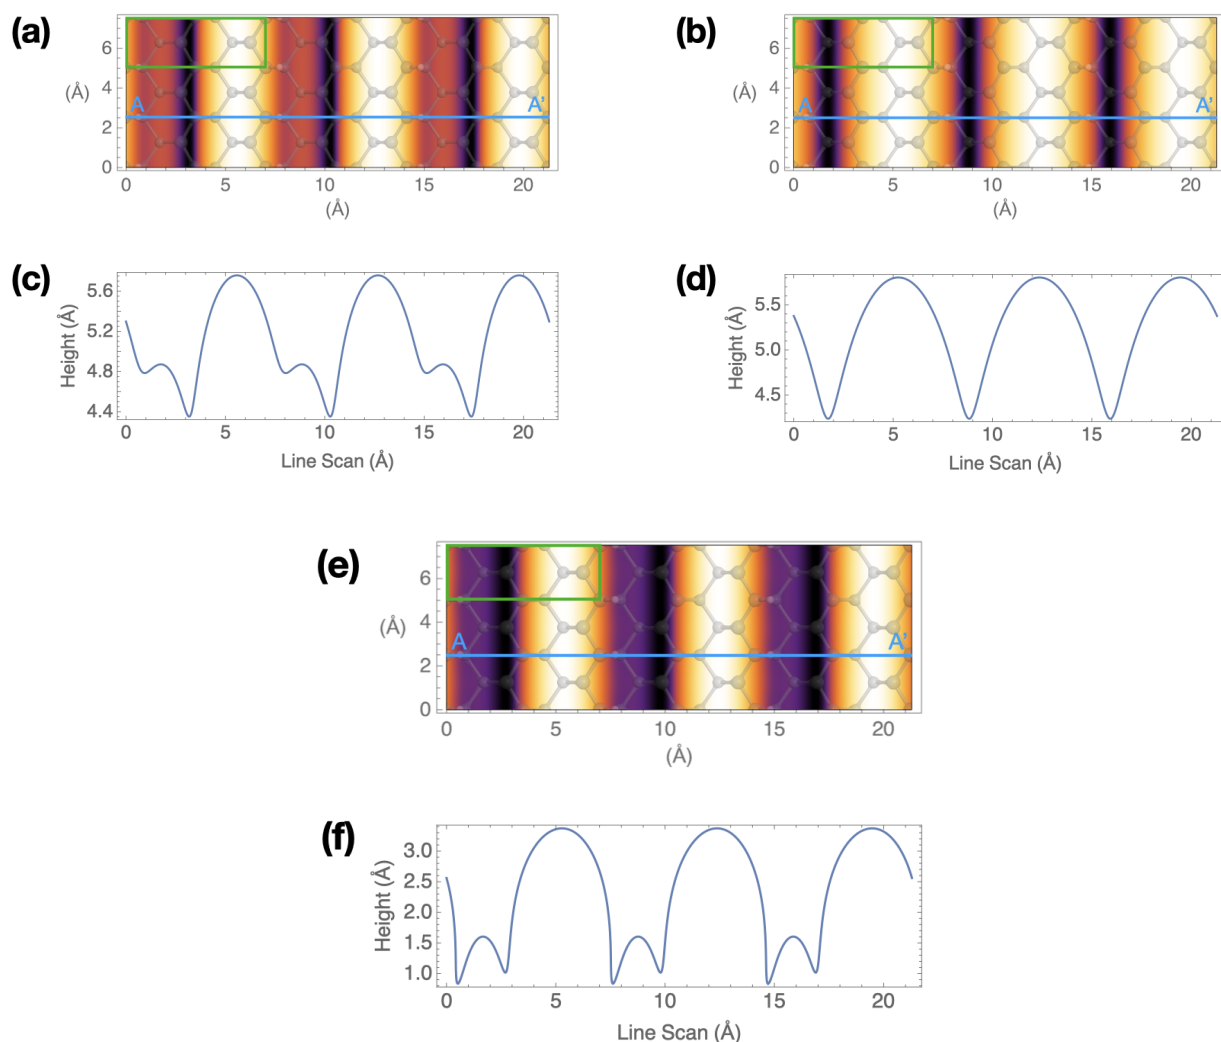 (a)
6
4
2
0
(Å)
A
A'
0 5 10 15 20
(Å)
(b)
6
4
2
0
(Å)
A
A'
0 5 10 15 20
(Å)
(c)
5.6
5.2
4.8
4.4
Height (Å)
0 5 10 15 20
Line Scan (Å)
(d)
5.5
5.0
4.5
Height (Å)
0 5 10 15 20
Line Scan (Å)
(e)
6
4
2
0
(Å)
A
A'
0 5 10 15 20
(Å)
(f)
3.0
2.5
2.0
1.5
1.0
Height (Å)
0 5 10 15 20
Line Scan (Å)